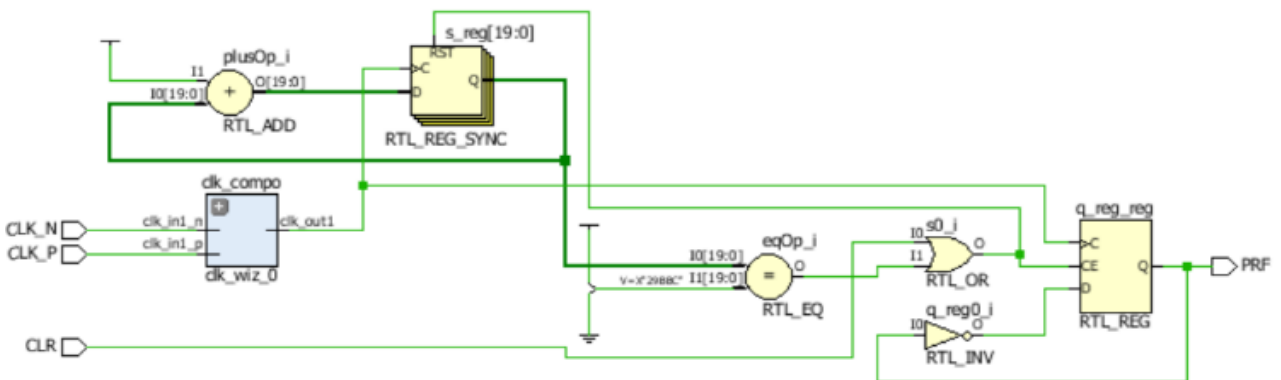 s_reg[19:0]
plusOp_i
RST
I1
O[19:0]
C
Q
I0[19:0]
+
D
RTL_ADD
RTL_REG_SYNC
clk_compo
CLK_N
clk_in1_n
clk_out1
CLK_P
clk_in1_p
clk_wiz_0
q_reg_reg
s0_i
eqOp_i
I0
O
C
I0[19:0]
O
I1
CE
Q
PRF
V=X"29BBC"
I1[19:0]
=
RTL_OR
D
RTL_EQ
q_reg0_i
I0
O
RTL_REG
CLR
RTL_INV